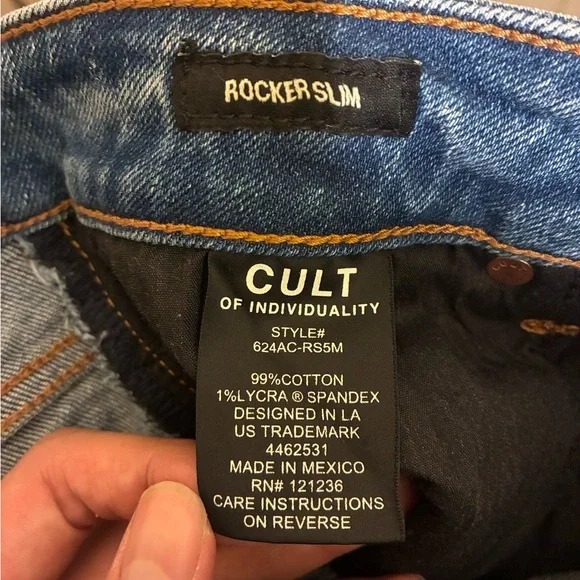 ROCKER SLIM
CULT
OF INDIVIDUALITY
STYLE#
624AC-RS5M
99%COTTON
1%LYCRA ® SPANDEX
DESIGNED IN LA
US TRADEMARK
4462531
MADE IN MEXICO
RN# 121236
CARE INSTRUCTIONS
ON REVERSE